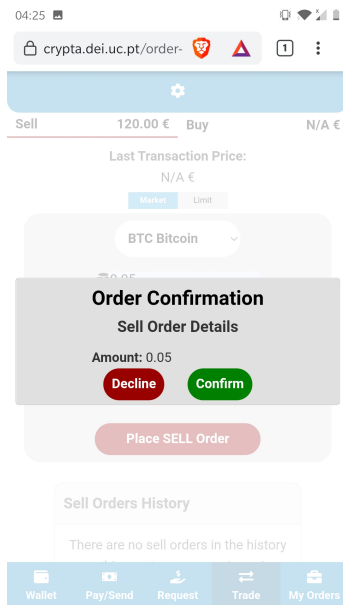 04:25
crypta.dei.uc.pt/order-
1
Sell 120.00 € Buy N/A €
Last Transaction Price:
N/A €
Market Limit
BTC Bitcoin
0.05
Order Confirmation
Sell Order Details
Amount: 0.05
Decline Confirm
Place SELL Order
Sell Orders History
There are no sell orders in the history
Wallet Pay/Send Request Trade My Orders